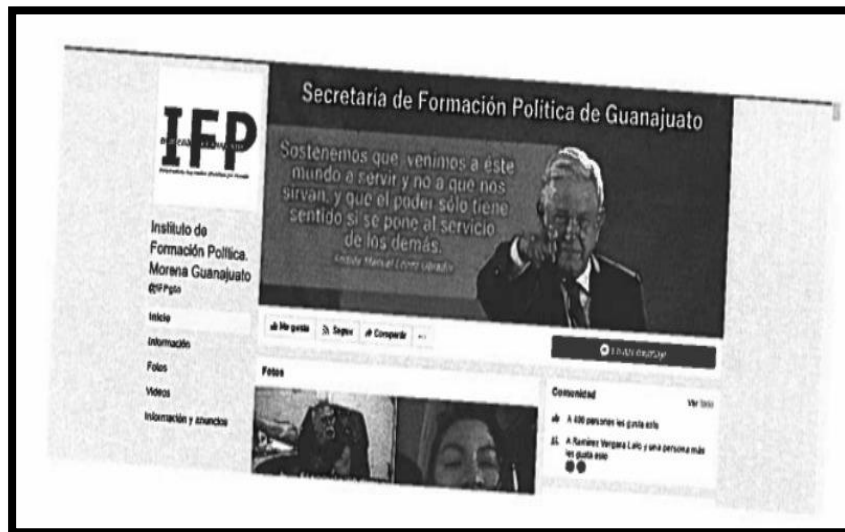 Secretaría de Formación Política de Guanajuato
IFP
Sostenemos que, venimos a éste
mundo a servir y no a que nos
sirvan, y que el poder sólo tiene
sentido si se pone al servicio
de los demás.
Andrés Manuel López Obrador
Instituto de
Formación Política.
Morena Guanajuato
@IFPgto
Inicio
Información
Fotos
Videos
Información y anuncios
Me gusta
Seguir
Compartir
Fotos
Comunidad
Ver todo
A 400 personas les gusta esto
A Ramirez Vergara Lalo y una persona más
les gusta esto